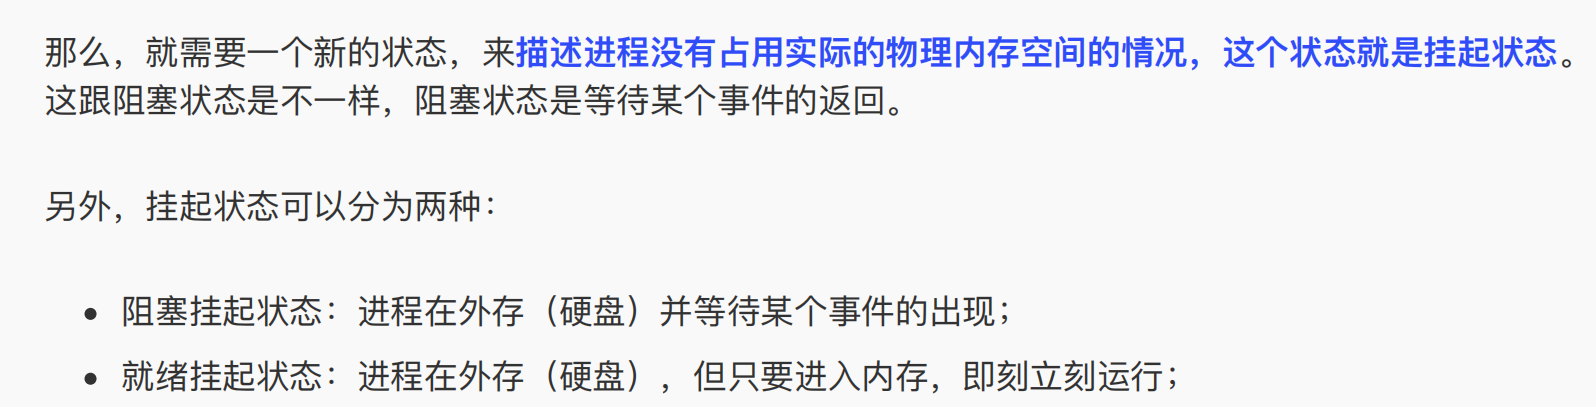 那么，就需要一个新的状态，来描述进程没有占用实际的物理内存空间的情况，这个状态就是挂起状态。
这跟阻塞状态是不一样，阻塞状态是等待某个事件的返回。
另外，挂起状态可以分为两种：
• 阻塞挂起状态：进程在外存（硬盘）并等待某个事件的出现；
• 就绪挂起状态：进程在外存（硬盘），但只要进入内存，即刻立刻运行；